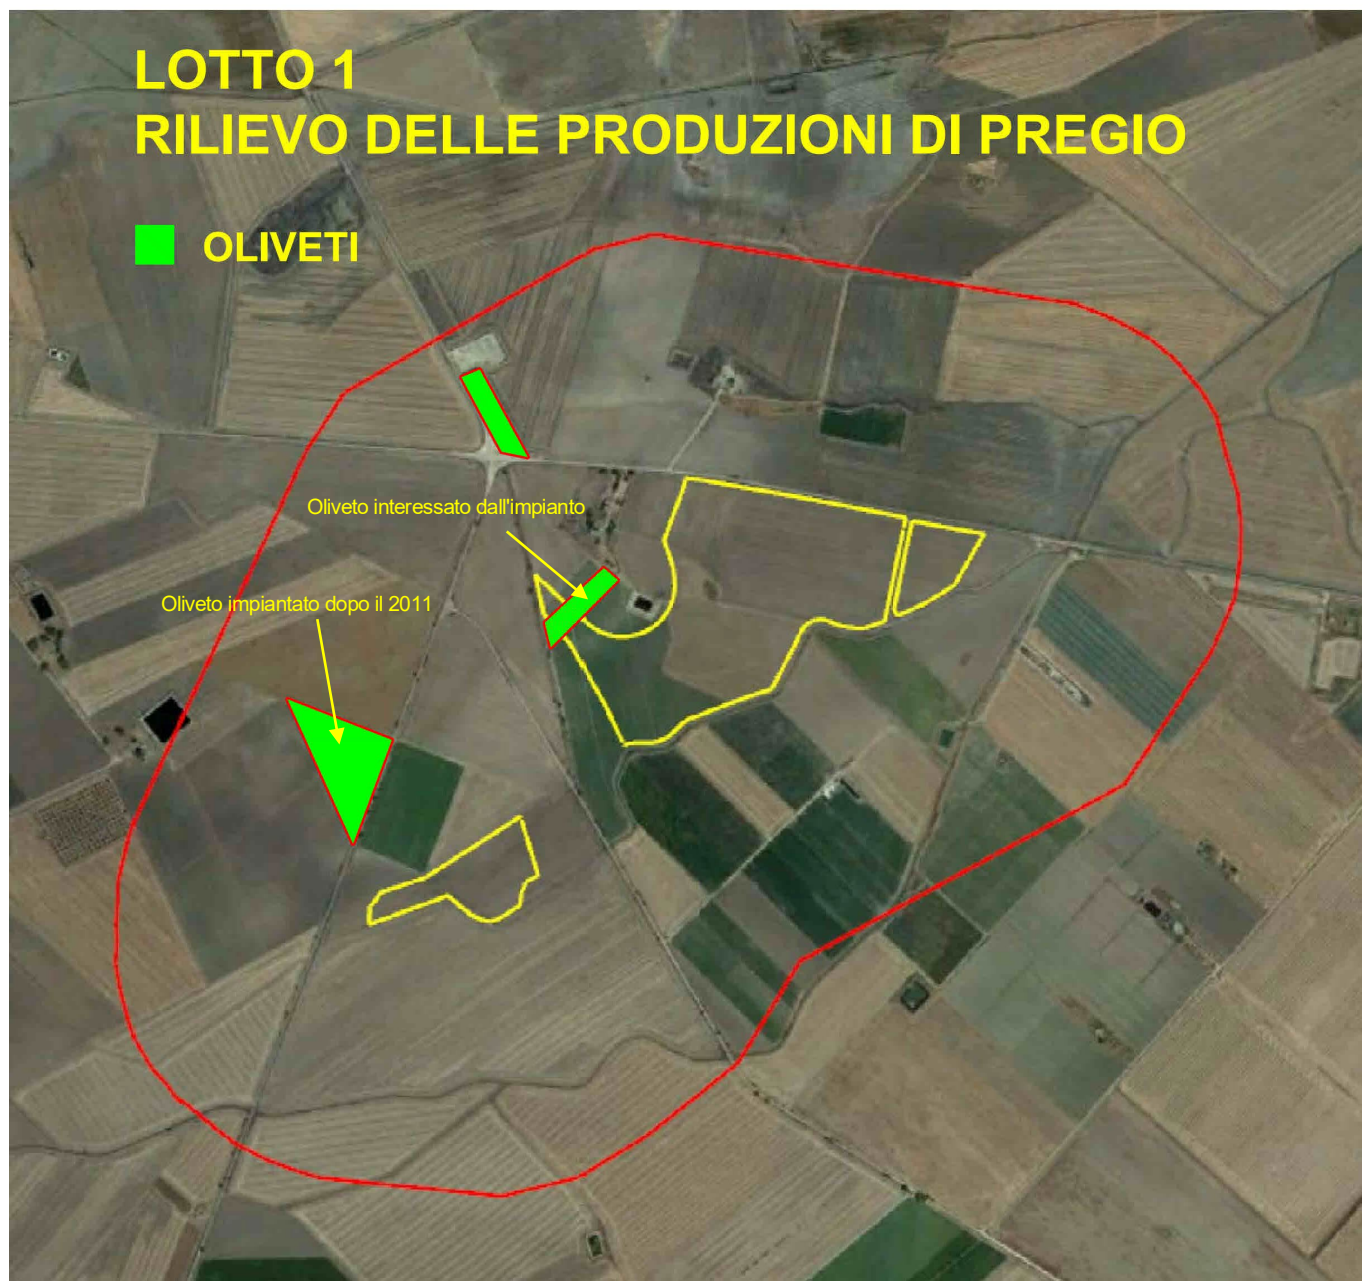 LOTTO 1
RILIEVO DELLE PRODUZIONI DI PREGIO
OLIVETI
Oliveto interessato dall'impianto
Oliveto impiantato dopo il 2011